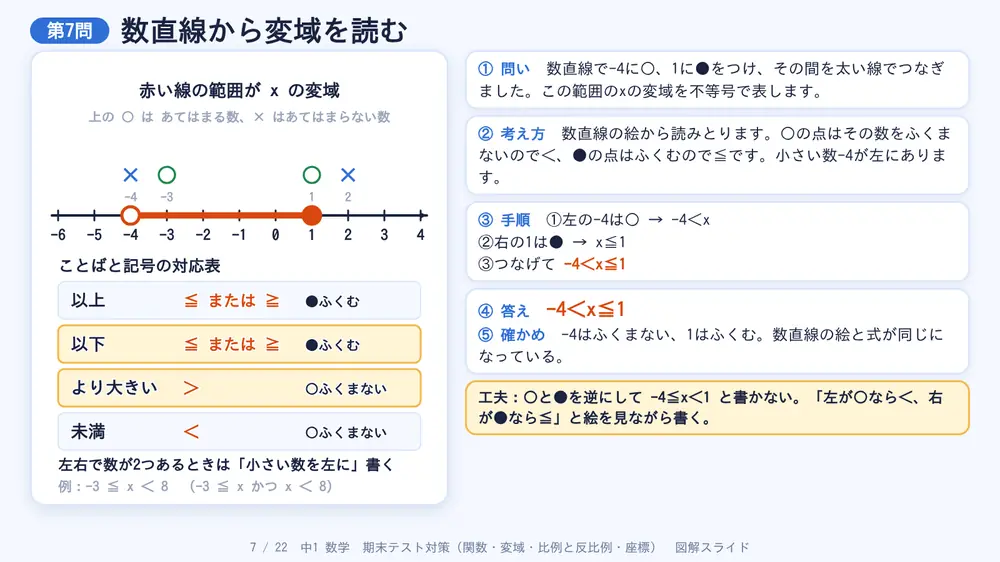 第7問 数直線から変域を読む
赤い線の範囲が x の変域
上の ○ は あてはまる数、× はあてはまらない数
× ○ ○ ×
-4 -3 1 2
-6 -5 -4 -3 -2 -1 0 1 2 3 4
ことばと記号の対応表
以上 ≦ または ≧ ●ふくむ
以下 ≦ または ≧ ●ふくむ
より大きい ＞ ○ふくまない
未満 ＜ ○ふくまない
左右で数が2つあるときは「小さい数を左に」書く
例：-3 ≦ x ＜ 8 （-3 ≦ x かつ x ＜ 8）
① 問い 数直線で-4に○、1に●をつけ、その間を太い線でつなぎ
ました。この範囲のxの変域を不等号で表します。
② 考え方 数直線の絵から読みとります。○の点はその数をふくま
ないので＜、●の点はふくむので≦です。小さい数-4が左にありま
す。
③ 手順 ①左の-4は○ → -4＜x
②右の1は● → x≦1
③つなげて -4＜x≦1
④ 答え -4＜x≦1
⑤ 確かめ -4はふくまない、1はふくむ。数直線の絵と式が同じに
なっている。
工夫：○と●を逆にして -4≦x＜1 と書かない。「左が○なら＜、右
が●なら≦」と絵を見ながら書く。
7 / 22 中1 数学 期末テスト対策（関数・変域・比例と反比例・座標） 図解スライド